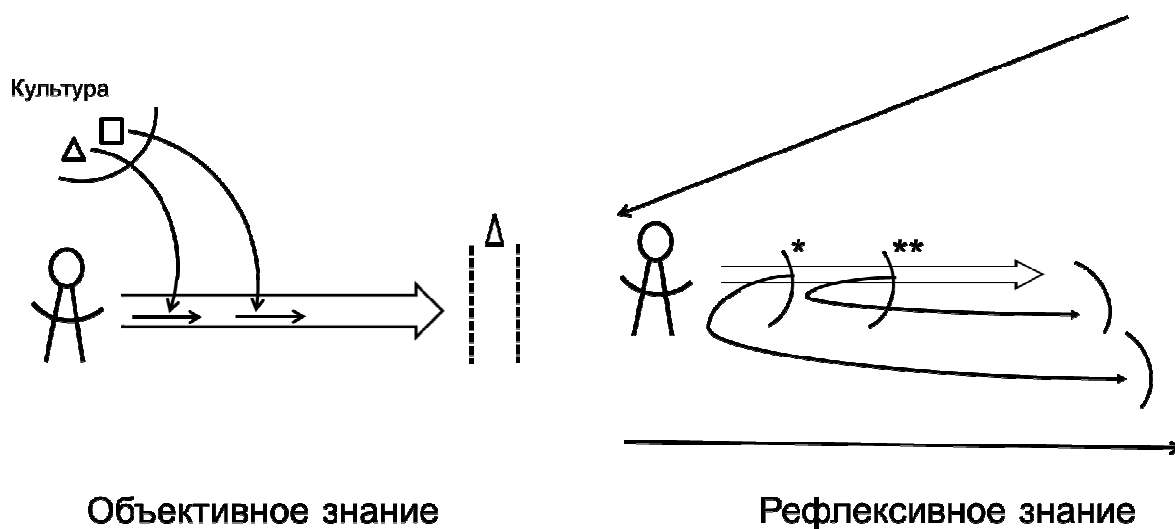 Культура
*
**
Объективное знание
Рефлексивное знание